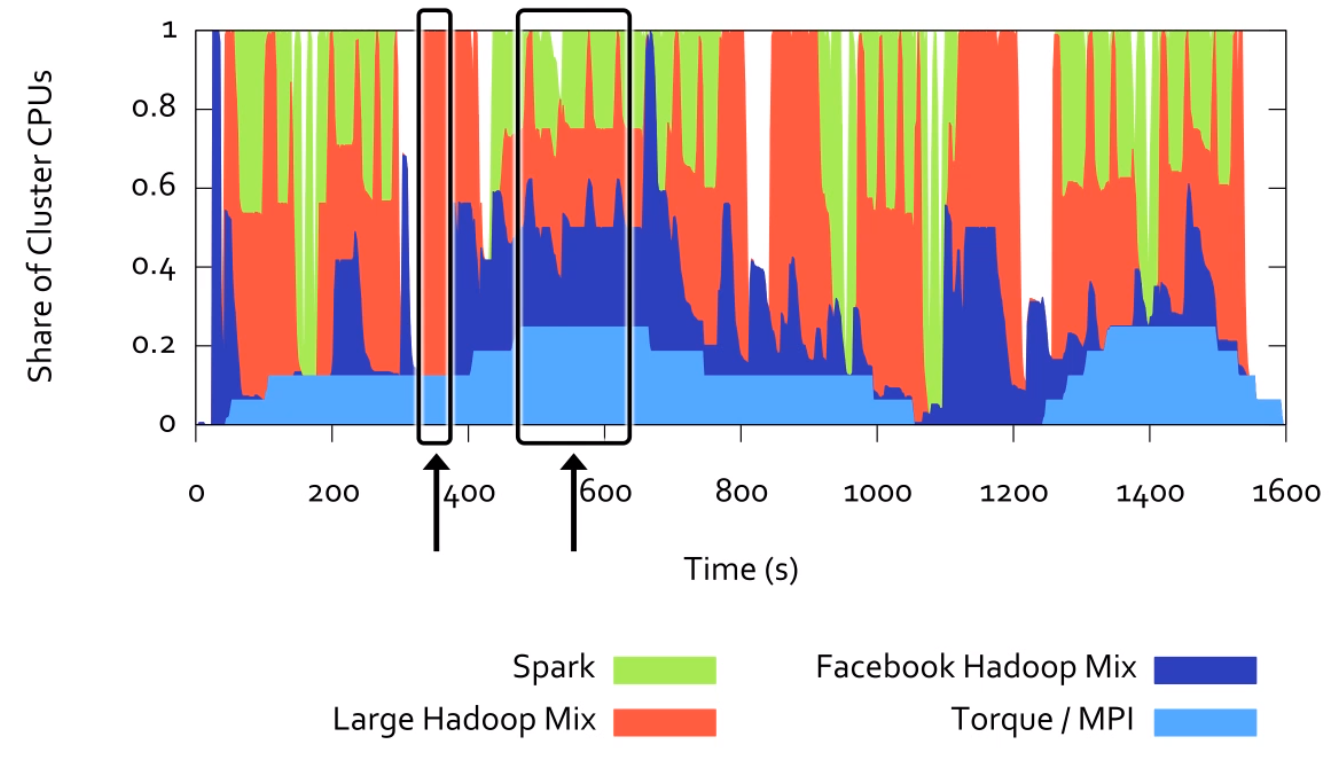 Share of Cluster CPUs
1
0.8
0.6
0.4
0.2
0
0 200 400 600 800 1000 1200 1400 1600
Time (s)
Spark Facebook Hadoop Mix
Large Hadoop Mix Torque / MPI